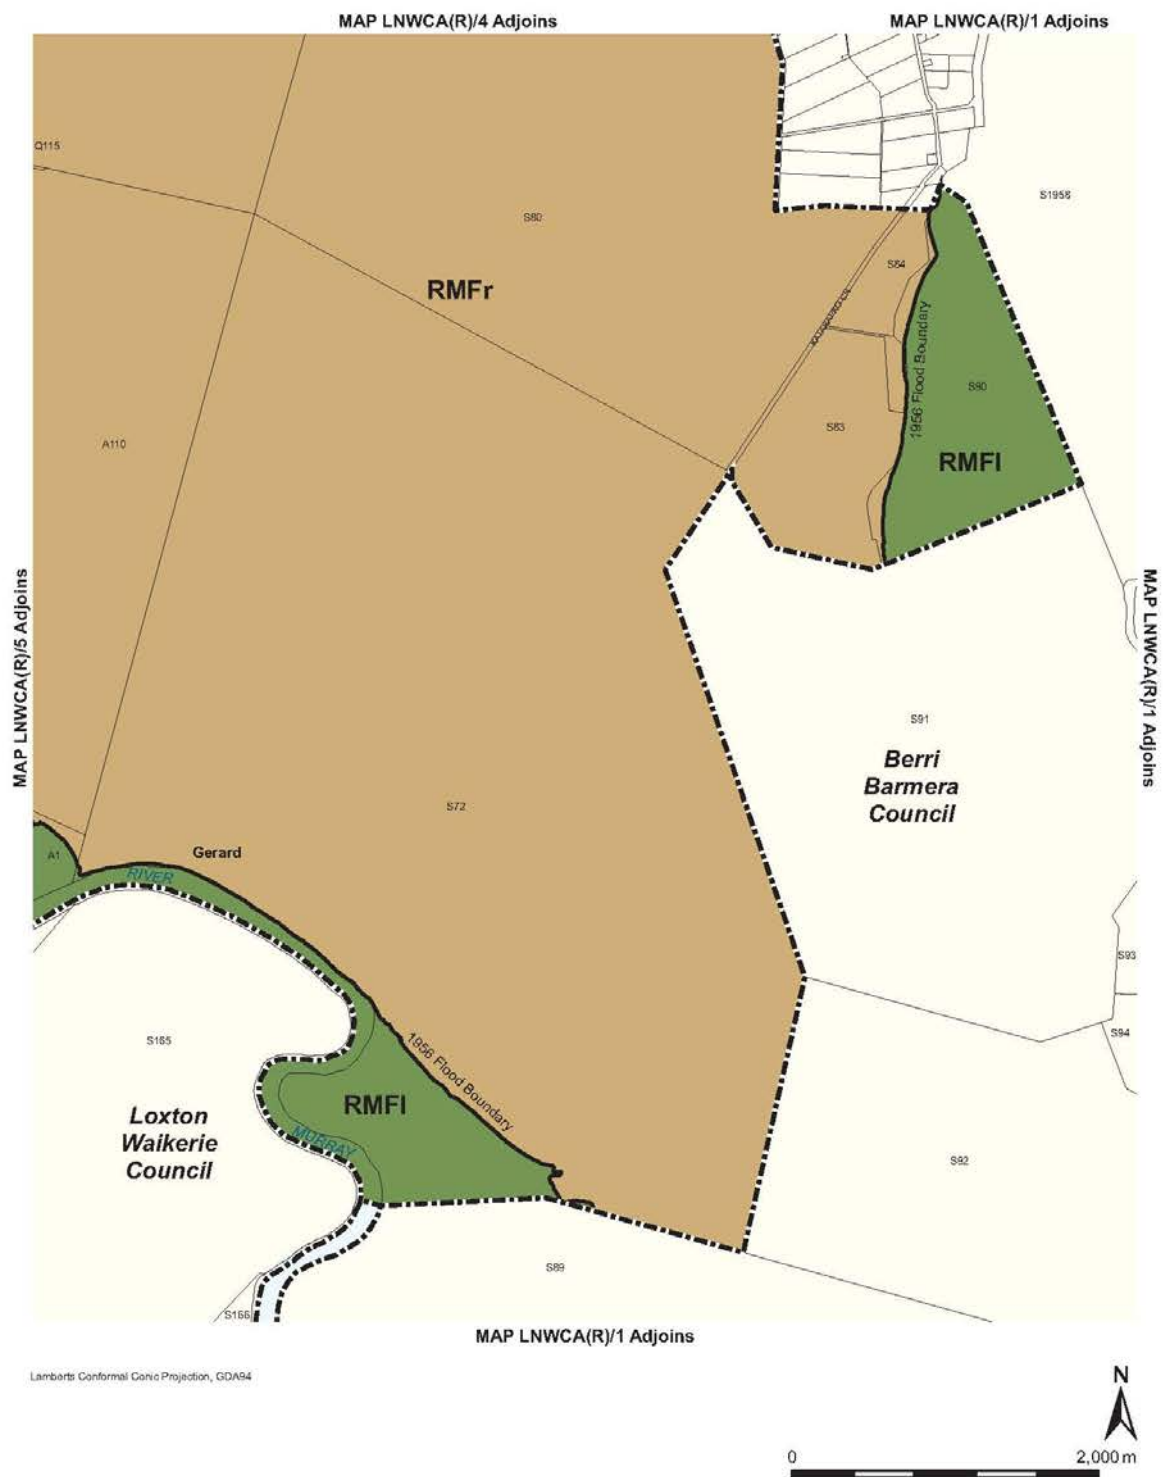 MAP LNWCA(R)/4 Adjoins
MAP LNWCA(R)/1 Adjoins
Q115
S1958
S80
S84
RMFr
1956 Flood Boundary
S90
A110
S83
RMFl
MAP LNWCA(R)/5 Adjoins
MAP LNWCA(R)/1 Adjoins
S91
Berri
Barmera
Council
S72
A1
Gerard
RIVER
S93
S94
S165
1956 Flood Boundary
RMFl
Loxton
Waikerie
Council
MURRAY
S92
S89
S166
MAP LNWCA(R)/1 Adjoins
Lamberts Conformal Conic Projection, GDA94
N
0
2,000 m